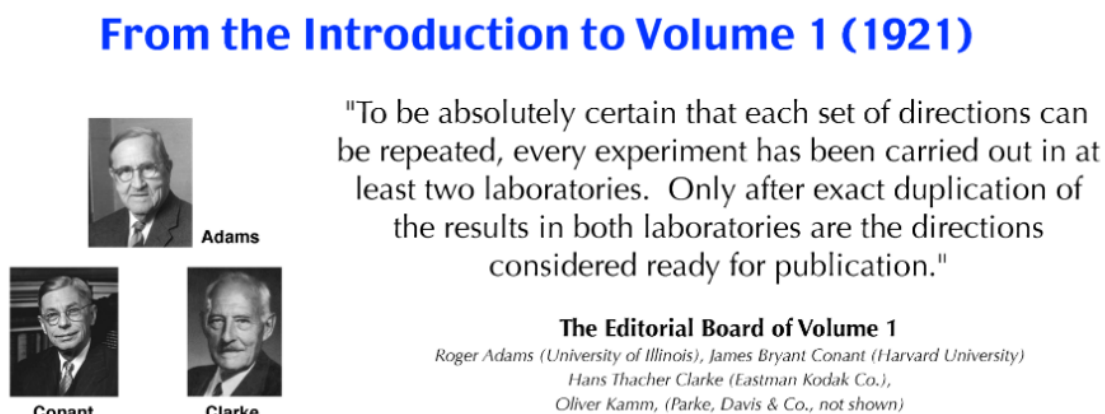 From the Introduction to Volume 1 (1921)
"To be absolutely certain that each set of directions can
be repeated, every experiment has been carried out in at
least two laboratories.  Only after exact duplication of
the results in both laboratories are the directions
considered ready for publication."
Adams
Conant
Clarke
The Editorial Board of Volume 1
Roger Adams (University of Illinois), James Bryant Conant (Harvard University)
Hans Thacher Clarke (Eastman Kodak Co.),
Oliver Kamm, (Parke, Davis & Co., not shown)